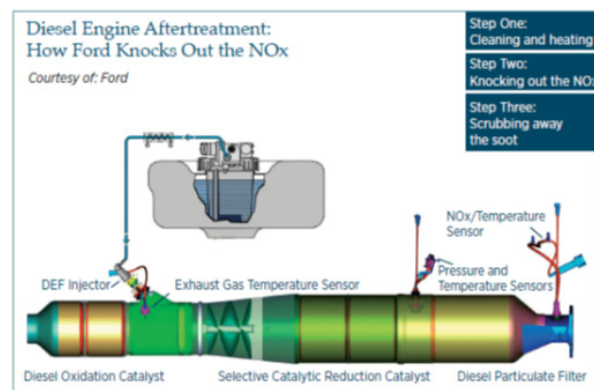 Diesel Engine Aftertreatment:
How Ford Knocks Out the NOx
Courtesy of: Ford
Step One:
Cleaning and heating
Step Two:
Knocking out the NOx
Step Three:
Scrubbing away
the soot
NOx/Temperature
Sensor
DEF Injector
Exhaust Gas Temperature Sensor
Pressure and
Temperature Sensors
Diesel Oxidation Catalyst
Selective Catalytic Reduction Catalyst
Diesel Particulate Filter